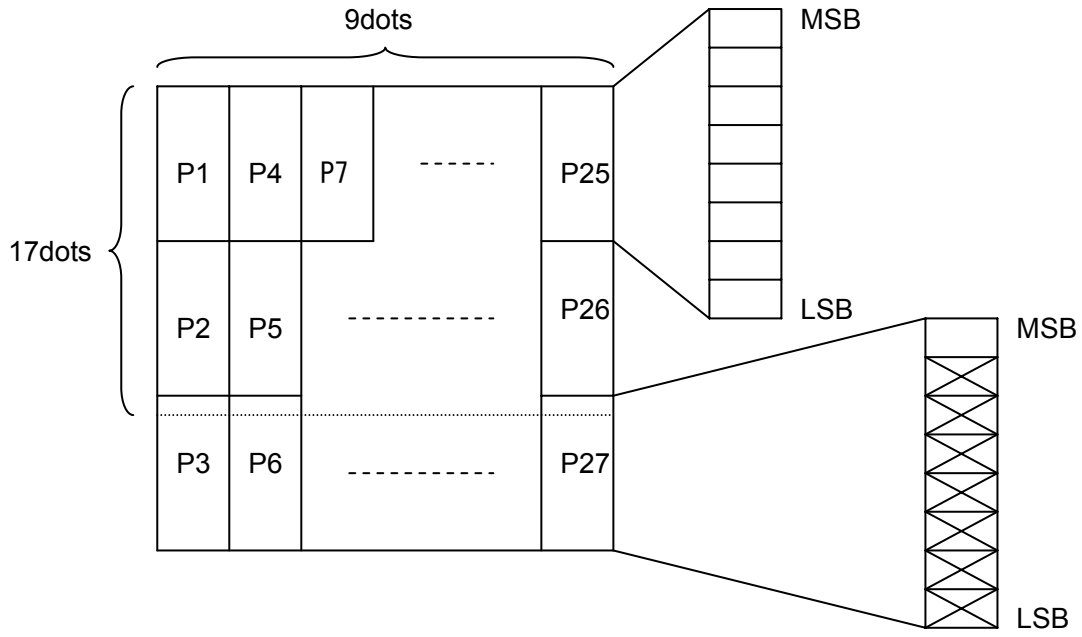 9dots
MSB
P1 P4 P7 P25
17dots
P2 P5 P26
LSB
MSB
P3 P6 P27
LSB